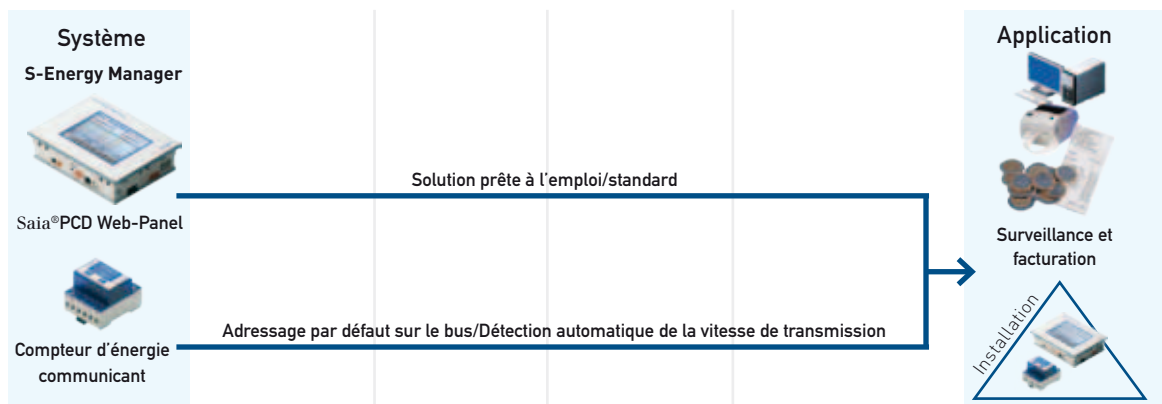 Système
S-Energy Manager
Saia®PCD Web-Panel
Compteur d'énergie
communicant
Solution prête à l'emploi/standard
Adressage par défaut sur le bus/Détection automatique de la vitesse de transmission
Application
Surveillance et
facturation
Installation